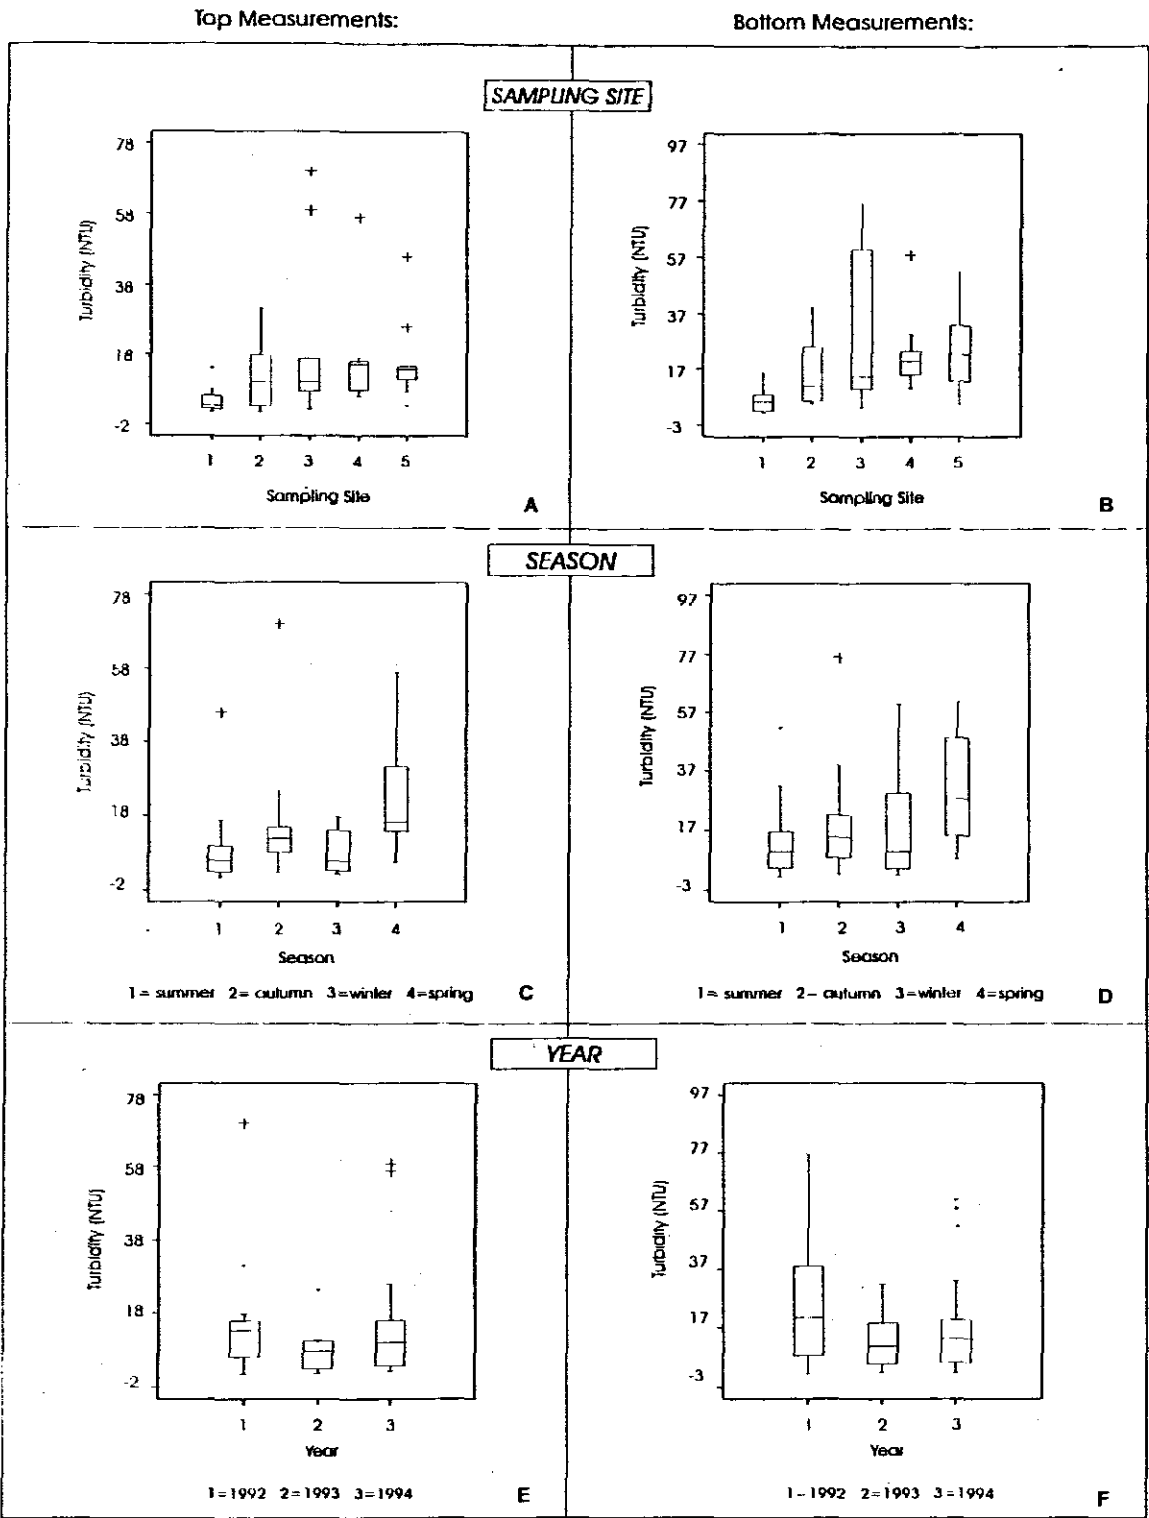 Top Measurements: Bottom Measurements:
SAMPLING SITE
78
58
38
18
-2
Turbidity (NTU)
1 2 3 4 5
Sampling Site
A
97
77
57
37
17
-3
Turbidity (NTU)
1 2 3 4 5
Sampling Site
B
SEASON
78
58
38
18
-2
Turbidity (NTU)
1 2 3 4
Season
1= summer 2= autumn 3=winter 4=spring
C
97
77
57
37
17
-3
Turbidity (NTU)
1 2 3 4
Season
1= summer 2= autumn 3=winter 4=spring
D
YEAR
78
58
38
18
-2
Turbidity (NTU)
1 2 3
Year
1=1992 2=1993 3=1994
E
97
77
57
37
17
-3
Turbidity (NTU)
1 2 3
Year
1=1992 2=1993 3=1994
F